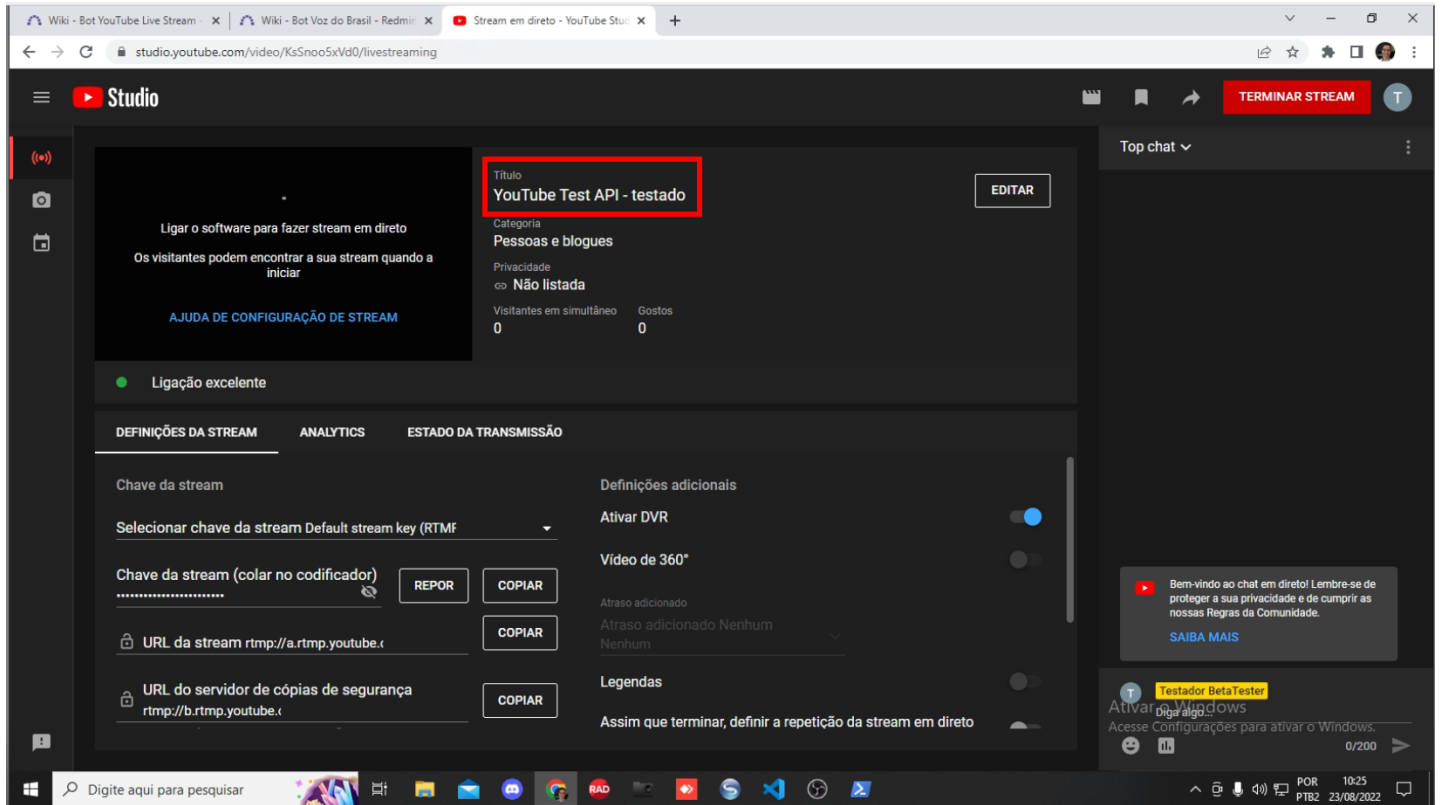 Wiki - Bot YouTube Live Stream -
Wiki - Bot Voz do Brasil - Redmin
Stream em direto - YouTube Stud
studio.youtube.com/video/KsSnoo5xVd0/livestreaming
Studio
TERMINAR STREAM
T
Ligar o software para fazer stream em direto
Os visitantes podem encontrar a sua stream quando a
iniciar
AJUDA DE CONFIGURAÇÃO DE STREAM
Título
YouTube Test API - testado
EDITAR
Categoria
Pessoas e blogues
Privacidade
Não listada
Visitantes em simultâneo Gostos
0 0
Top chat
Ligação excelente
DEFINIÇÕES DA STREAM ANALYTICS ESTADO DA TRANSMISSÃO
Chave da stream
Selecionar chave da stream Default stream key (RTMF
Chave da stream (colar no codificador)
••••••••••••••••••••••••
REPOR COPIAR
URL da stream rtmp://a.rtmp.youtube.c
COPIAR
URL do servidor de cópias de segurança
rtmp://b.rtmp.youtube.c
COPIAR
Definições adicionais
Ativar DVR
Vídeo de 360°
Atraso adicionado
Atraso adicionado Nenhum
Nenhum
Legendas
Assim que terminar, definir a repetição da stream em direto
Bem-vindo ao chat em direto! Lembre-se de
proteger a sua privacidade e de cumprir as
nossas Regras da Comunidade.
SAIBA MAIS
T
Testador BetaTester
Diga algo...
Ativar o Windows
Acesse Configurações para ativar o Windows.
0/200
Digite aqui para pesquisar
RAD
POR
PTB2
10:25
23/08/2022